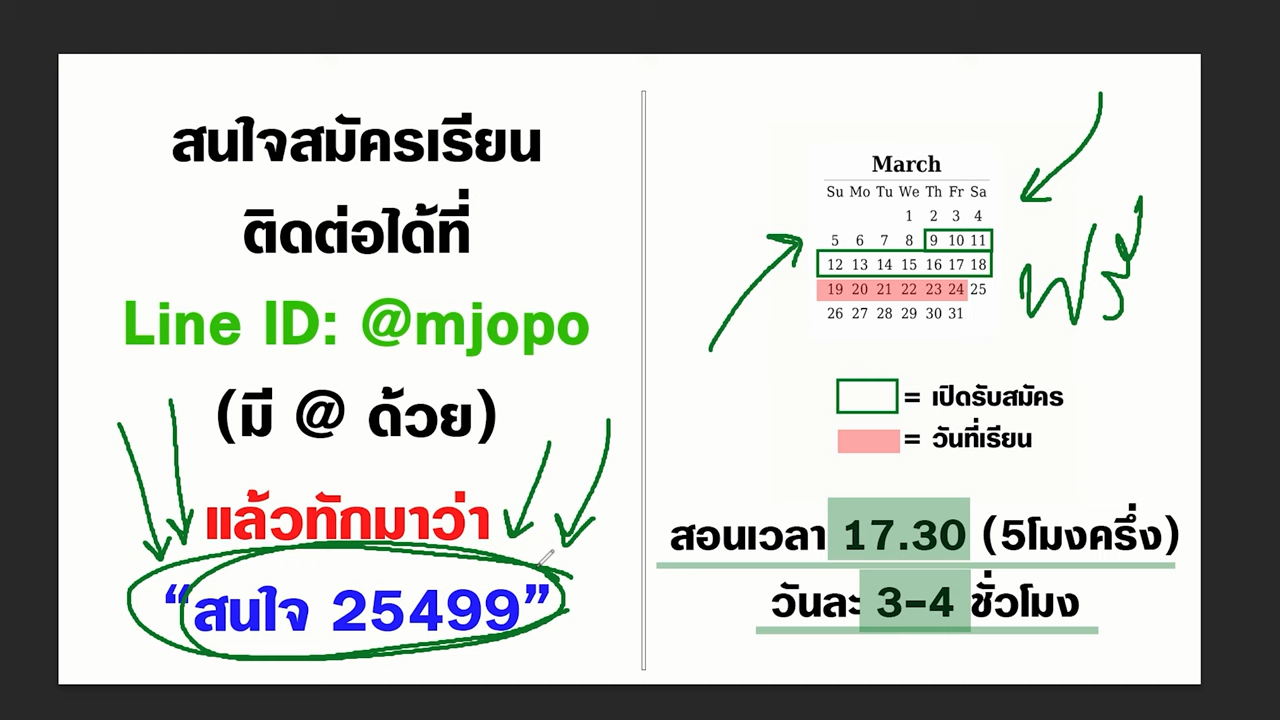 สนใจสมัครเรียน
ติดต่อได้ที่
Line ID: @mjopo
(มี @ ด้วย)
แล้วทักมาว่า
“สนใจ 25499”
March
Su Mo Tu We Th Fr Sa
1 2 3 4
5 6 7 8 9 10 11
12 13 14 15 16 17 18
19 20 21 22 23 24 25
26 27 28 29 30 31
ฟรี
= เปิดรับสมัคร
= วันที่เรียน
สอนเวลา 17.30 (5โมงครึ่ง)
วันละ 3-4 ชั่วโมง